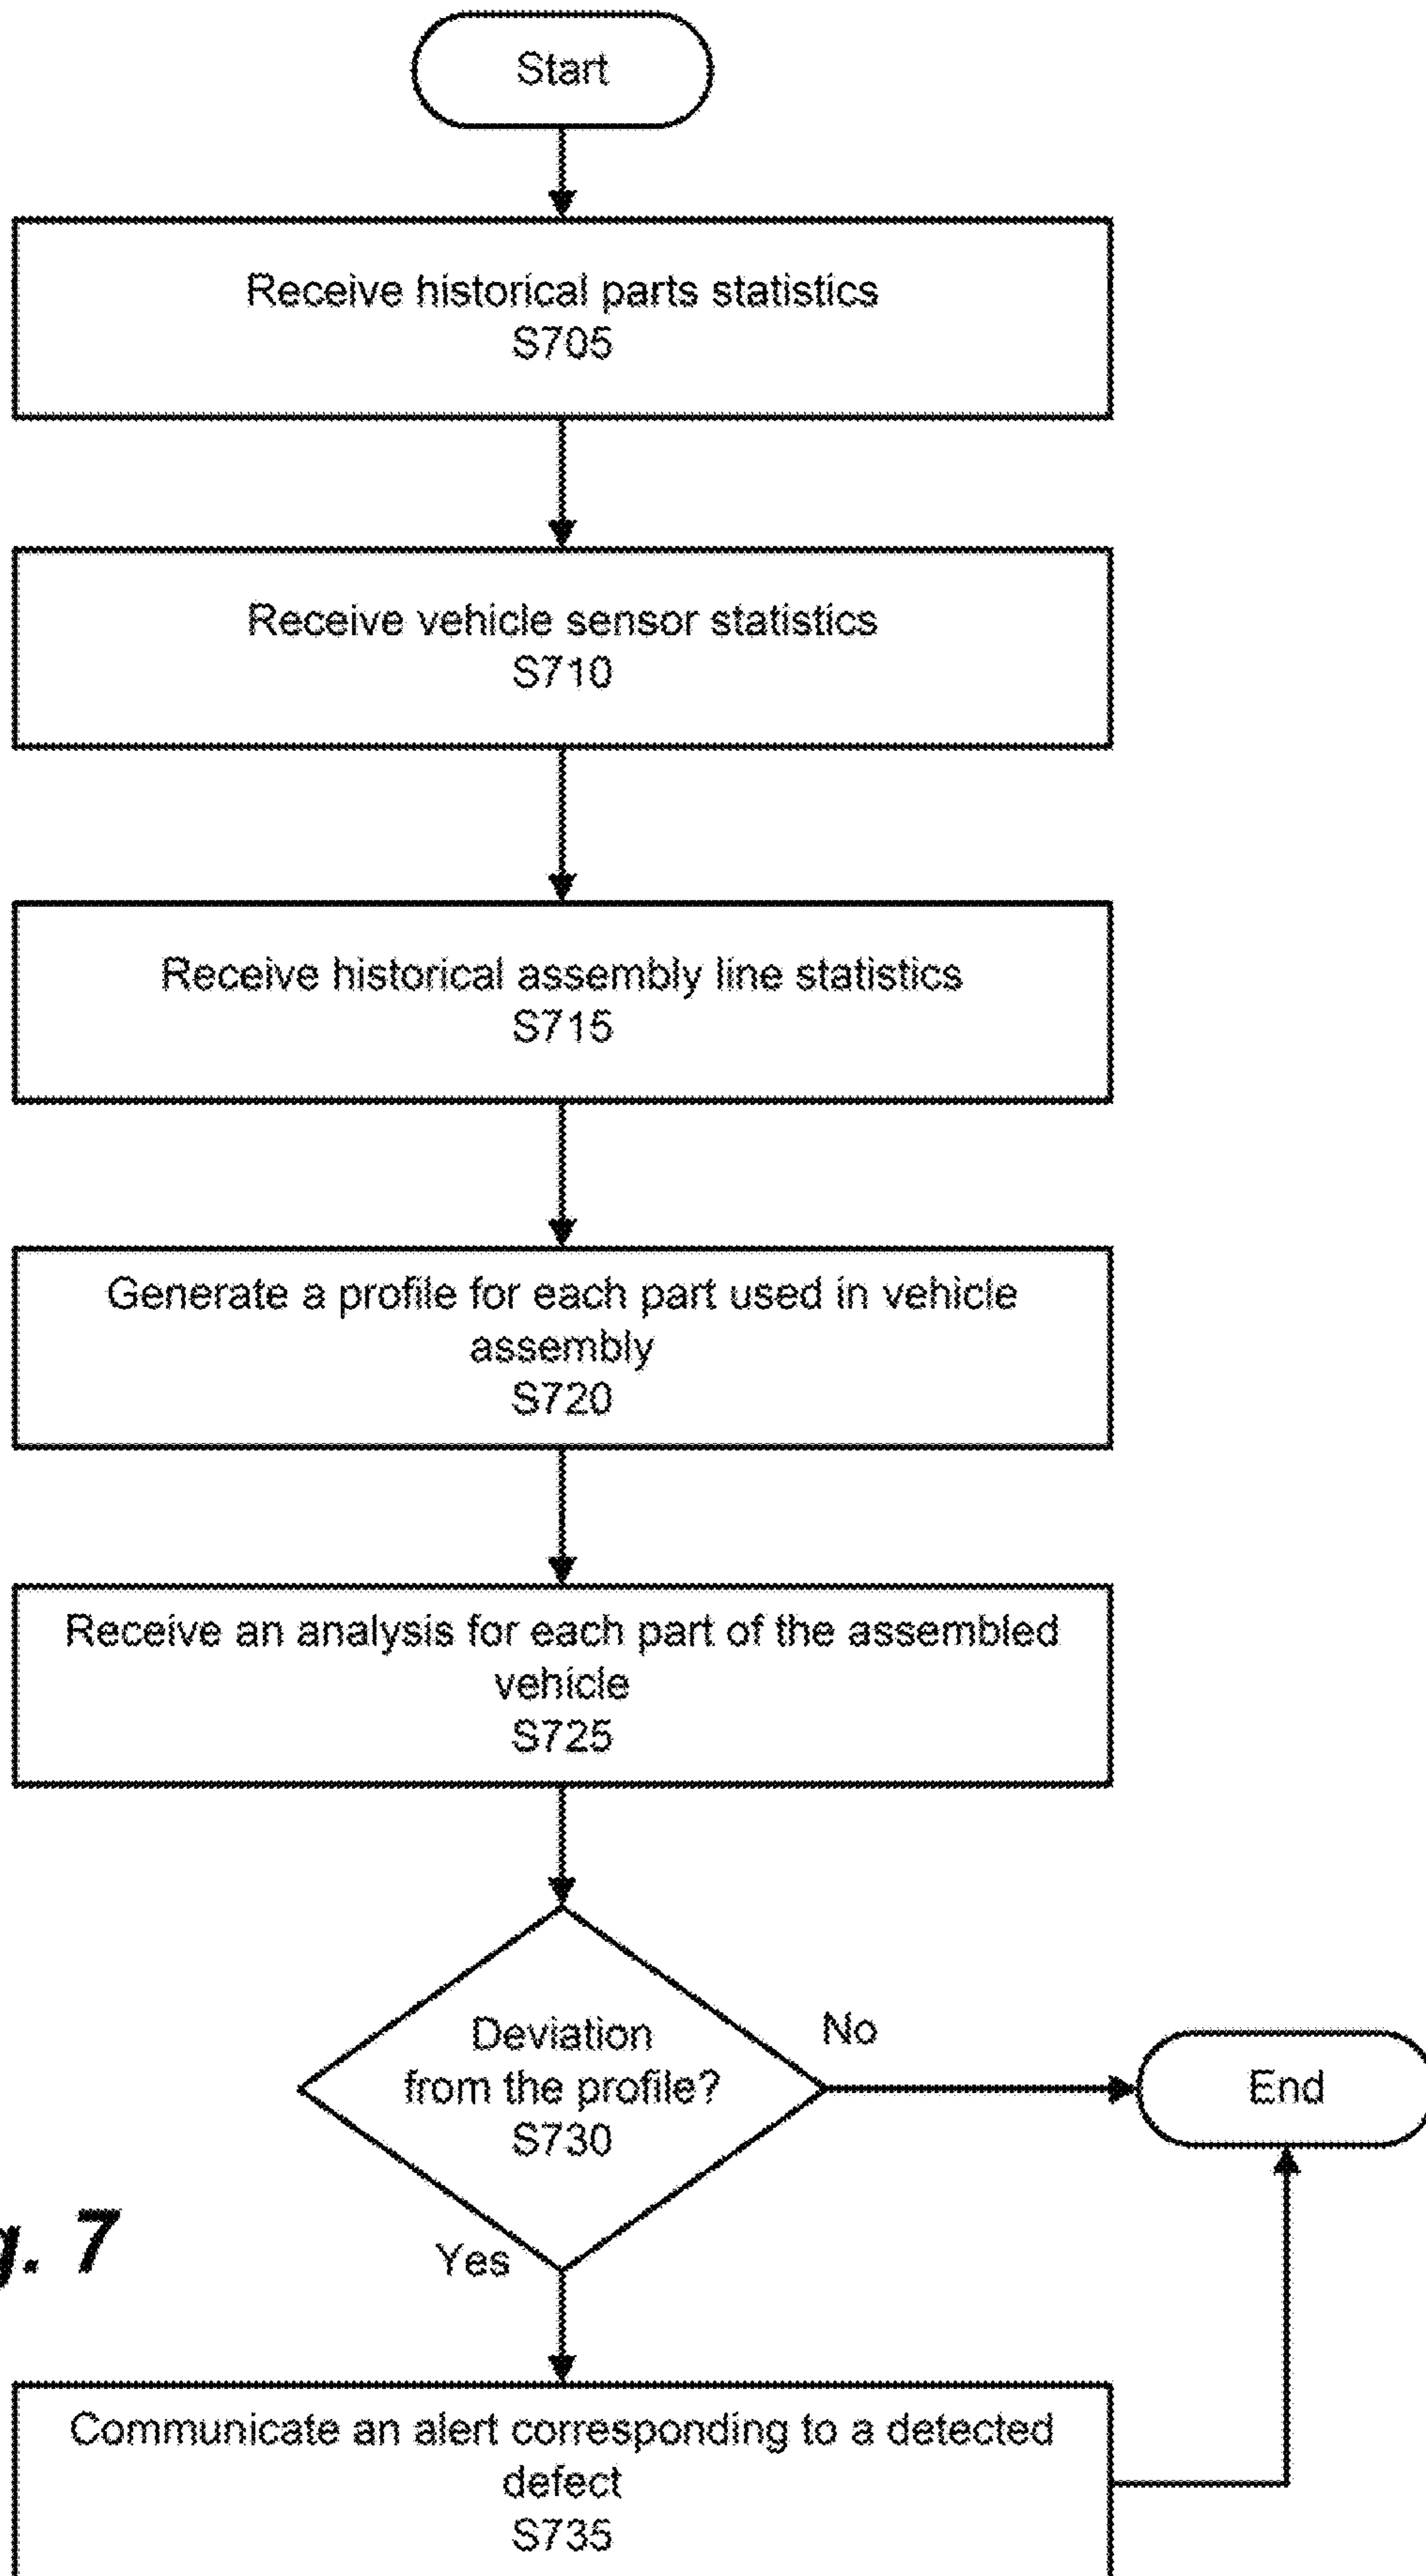 Start
Receive historical parts statistics
S705
Receive vehicle sensor statistics
S710
Receive historical assembly line statistics
S715
Generate a profile for each part used in vehicle
assembly
S720
Receive an analysis for each part of the assembled
vehicle
S725
Deviation
from the profile?
S730
No
End
Yes
g. 7
Communicate an alert corresponding to a detected
defect
S735